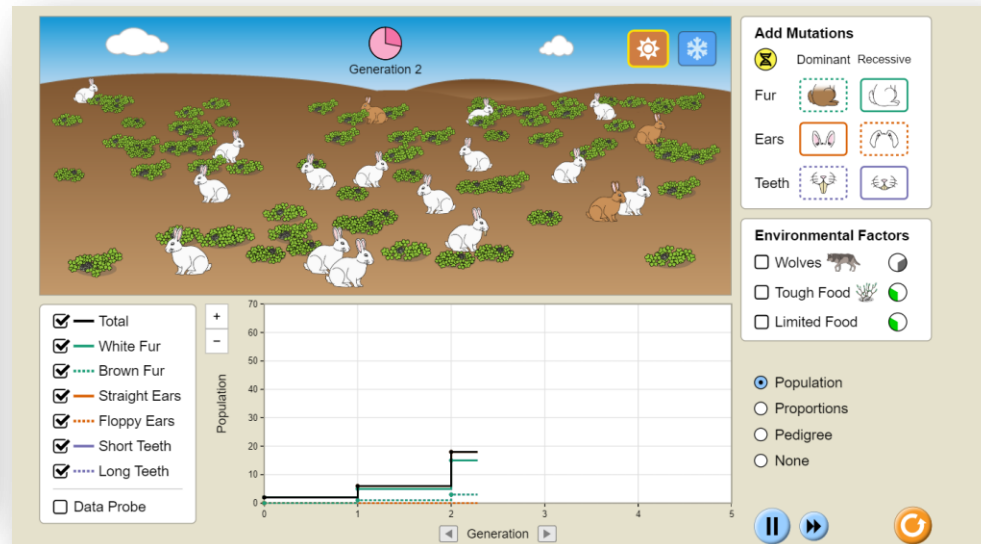 Generation 2
Add Mutations
Dominant Recessive
Fur
Ears
Teeth
Environmental Factors
Wolves
Tough Food
Limited Food
Total
White Fur
Brown Fur
Straight Ears
Floppy Ears
Short Teeth
Long Teeth
Data Probe
+
−
Population
70
60
50
40
30
20
10
0
0 1 2 3 4 5
Generation
Population
Proportions
Pedigree
None